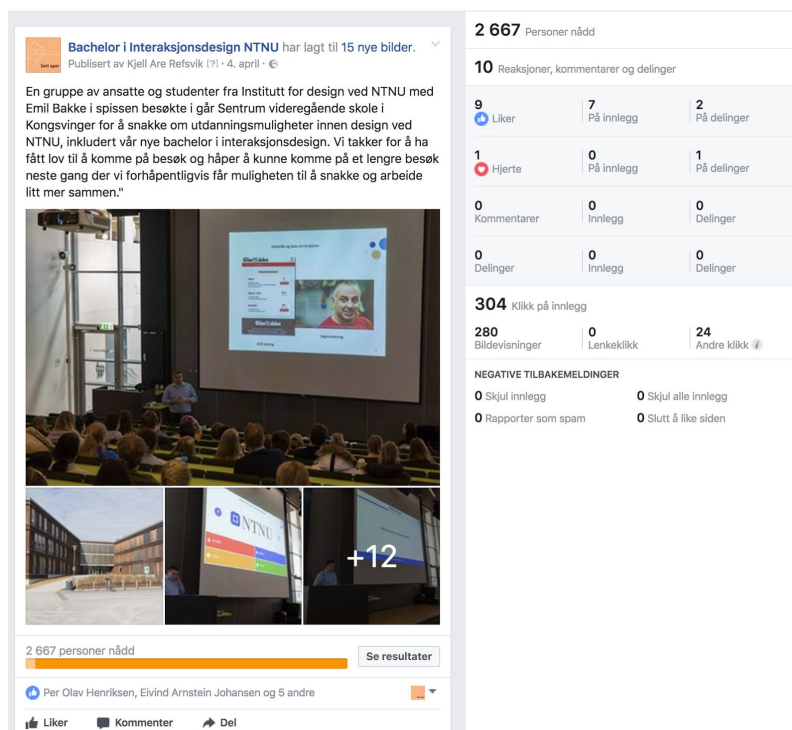 Bachelor i Interaksjonsdesign NTNU har lagt til 15 nye bilder.
Publisert av Kjell Are Refsvik [?] · 4. april ·
Sett spor
En gruppe av ansatte og studenter fra Institutt for design ved NTNU med
Emil Bakke i spissen besøkte i går Sentrum videregående skole i
Kongsvinger for å snakke om utdanningsmuligheter innen design ved
NTNU, inkludert vår nye bachelor i interaksjonsdesign. Vi takker for å ha
fått lov til å komme på besøk og håper å kunne komme på et lengre besøk
neste gang der vi forhåpentligvis får muligheten til å snakke og arbeide
litt mer sammen."
NTNU
+12
2 667 personer nådd
Se resultater
Per Olav Henriksen, Eivind Arnstein Johansen og 5 andre
Liker Kommenter Del
2 667 Personer nådd
10 Reaksjoner, kommentarer og delinger
9 7 2
Liker På innlegg På delinger
1 0 1
Hjerte På innlegg På delinger
0 0 0
Kommentarer Innlegg Delinger
0 0 0
Delinger Innlegg Delinger
304 Klikk på innlegg
280 0 24
Bildevisninger Lenkeklikk Andre klikk i
NEGATIVE TILBAKEMELDINGER
0 Skjul innlegg 0 Skjul alle innlegg
0 Rapporter som spam 0 Slutt å like siden